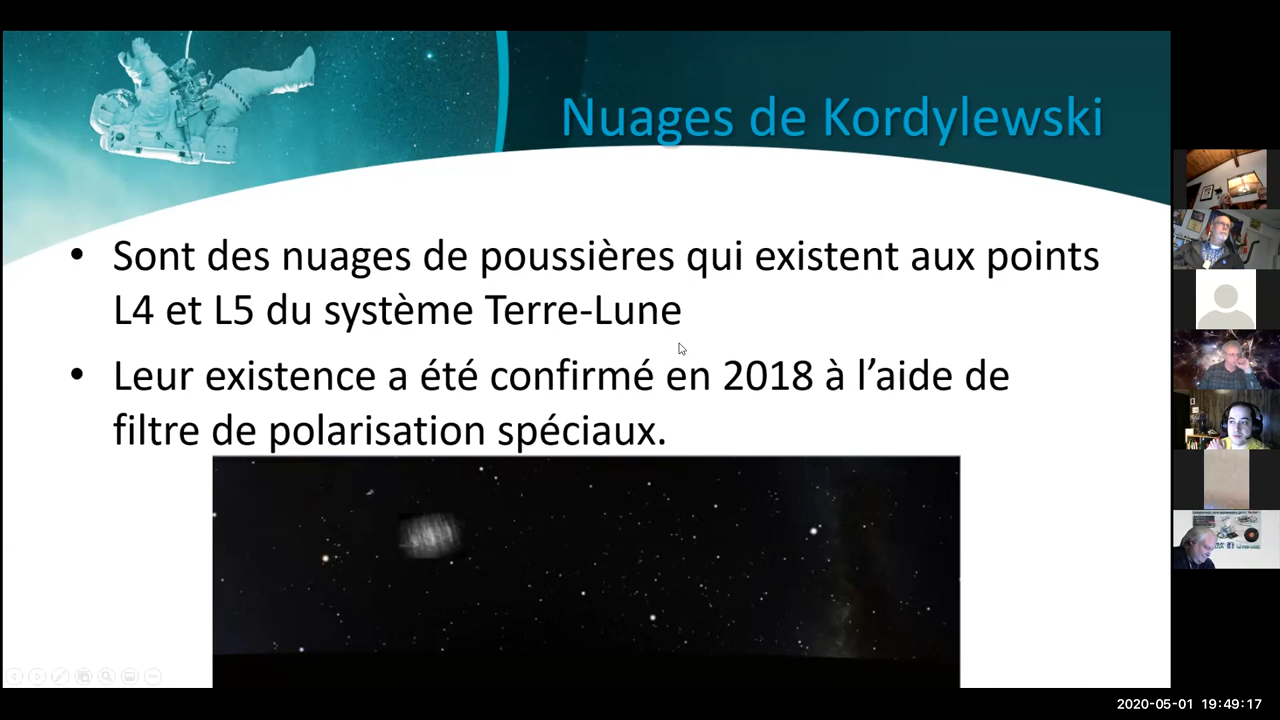 Nuages de Kordylewski
• Sont des nuages de poussières qui existent aux points
L4 et L5 du système Terre-Lune
• Leur existence a été confirmé en 2018 à l’aide de
filtre de polarisation spéciaux.
2020-05-01 19:49:17